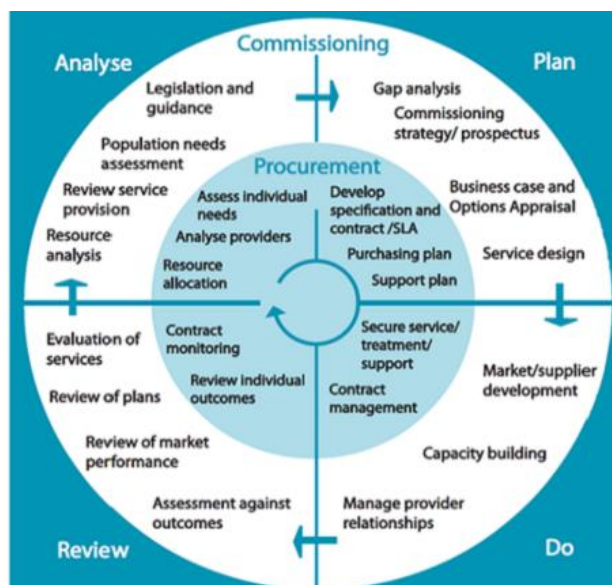 Commissioning
Analyse
Plan
Legislation and
guidance
Population needs
assessment
Review service
provision
Resource
analysis
Gap analysis
Commissioning
strategy/ prospectus
Business case and
Options Appraisal
Service design
Procurement
Assess individual
needs
Analyse providers
Resource
allocation
Develop
specification and
contract /SLA
Purchasing plan
Support plan
Contract
monitoring
Review individual
outcomes
Secure service/
treatment/
support
Contract
management
Evaluation of
services
Review of plans
Review of market
performance
Assessment against
outcomes
Market/supplier
development
Capacity building
Manage provider
relationships
Review
Do